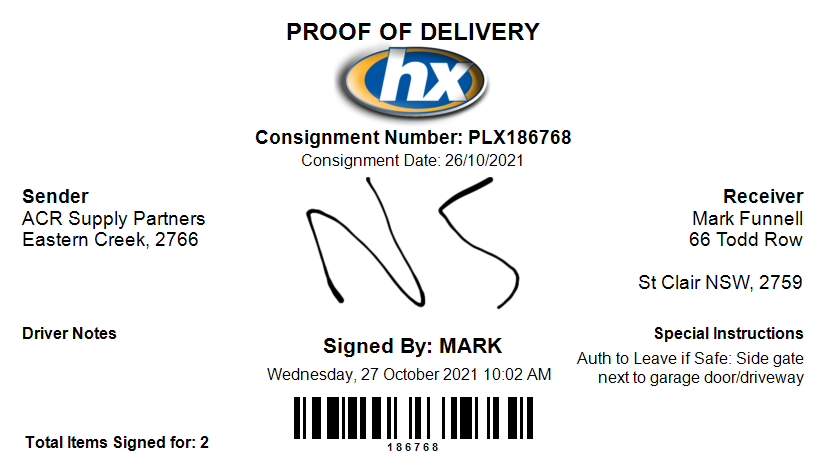 PROOF OF DELIVERY
hx
Consignment Number: PLX186768
Consignment Date: 26/10/2021
Sender
ACR Supply Partners
Eastern Creek, 2766
NS
Receiver
Mark Funnell
66 Todd Row
St Clair NSW, 2759
Driver Notes
Signed By: MARK
Wednesday, 27 October 2021 10:02 AM
Special Instructions
Auth to Leave if Safe: Side gate
next to garage door/driveway
Total Items Signed for: 2
186768